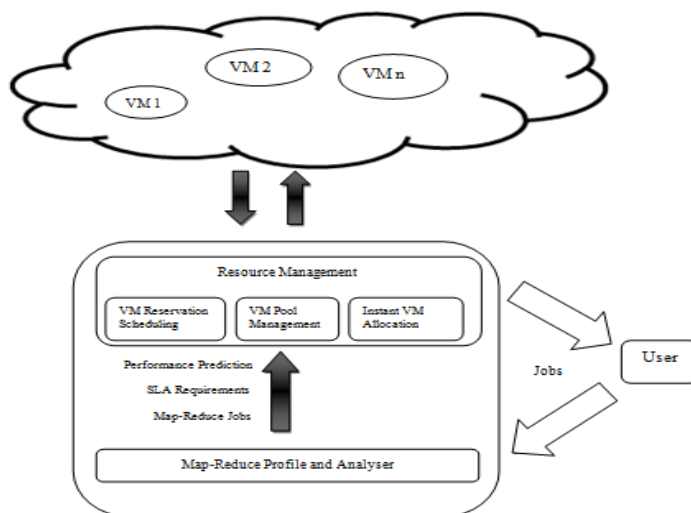 VM 1
VM 2
VM n
Resource Management
VM Reservation
Scheduling
VM Pool
Management
Instant VM
Allocation
Performance Prediction
SLA Requirements
Map-Reduce Jobs
Map-Reduce Profile and Analyser
Jobs
User